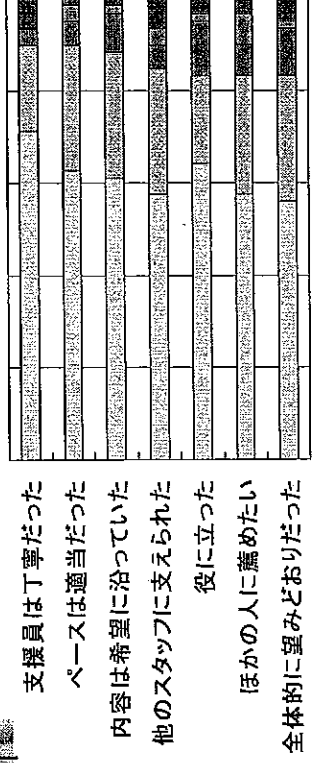 支援員は丁寧だった
ペースは適当だった
内容は希望に沿っていた
他のスタッフに支えられた
役に立った
ほかの人に薦めたい
全体的に望みどおりだった